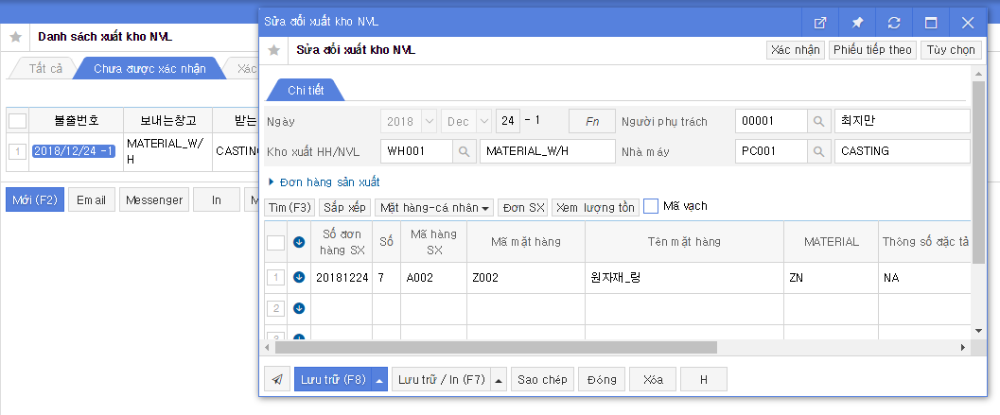 Danh sách xuất kho NVL
Tất cả
Chưa được xác nhận
Xác
불출번호
보내는창고
받는
1
2018/12/24 -1
MATERIAL_W/
H
CASTING
Mới (F2)
Email
Messenger
In
Sửa đổi xuất kho NVL
Sửa đổi xuất kho NVL
Xác nhận
Phiếu tiếp theo
Tùy chọn
Chi tiết
Ngày
2018
Dec
24
- 1
Fn
Người phụ trách
00001
최지만
Kho xuất HH/NVL
WH001
MATERIAL_W/H
Nhà máy
PC001
CASTING
Đơn hàng sản xuất
Tìm (F3)
Sắp xếp
Mặt hàng-cá nhân
Đơn SX
Xem lượng tồn
Mã vạch
Số đơn
hàng SX
Số
Mã hàng
SX
Mã mặt hàng
Tên mặt hàng
MATERIAL
Thông số đặc tả
1
20181224
7
A002
Z002
원자재_링
ZN
NA
2
Lưu trữ (F8)
Lưu trữ / In (F7)
Sao chép
Đóng
Xóa
H